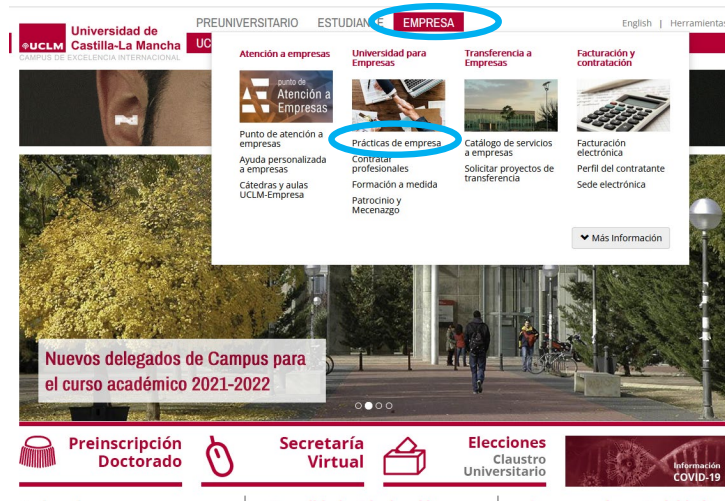 PREUNIVERSITARIO ESTUDIANTE EMPRESA
English | Herramientas
UCLM Universidad de
Castilla-La Mancha
CAMPUS DE EXCELENCIA INTERNACIONAL
UC
Atención a empresas
punto de
Atención a
Empresas
Punto de atención a
empresas
Ayuda personalizada
a empresas
Cátedras y aulas
UCLM-Empresa
Universidad para
Empresas
Prácticas de empresa
Contratar
profesionales
Formación a medida
Patrocinio y
Mecenazgo
Transferencia a
Empresas
Catálogo de servicios
a empresas
Solicitar proyectos de
transferencia
Facturación y
contratación
Facturación
electrónica
Perfil del contratante
Sede electrónica
Más Información
Nuevos delegados de Campus para
el curso académico 2021-2022
Preinscripción
Doctorado
Secretaría
Virtual
Elecciones
Claustro
Universitario
Información
COVID-19